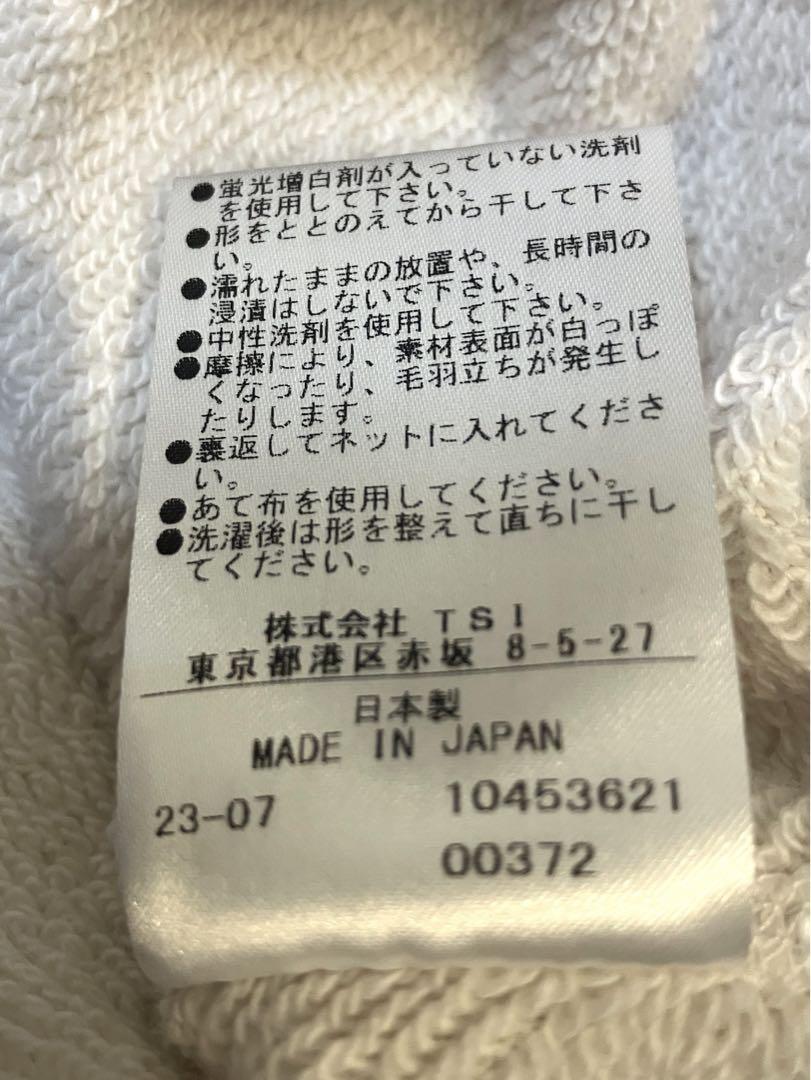 ●蛍光増白剤が入っていない洗剤
を使用して下さい。
●形をととのえてから干して下さ
い。
●濡れたままの放置や、長時間の
浸漬はしないで下さい。
●中性洗剤を使用して下さい。
●摩擦により、素材表面が白っぽ
くなったり、毛羽立ちが発生し
たりします。
●裏返してネットに入れてくださ
い。
●あて布を使用してください。
●洗濯後は形を整えて直ちに干し
てください。
株式会社 TSI
東京都港区赤坂 8-5-27
日本製
MADE IN JAPAN
23-07 10453621
00372